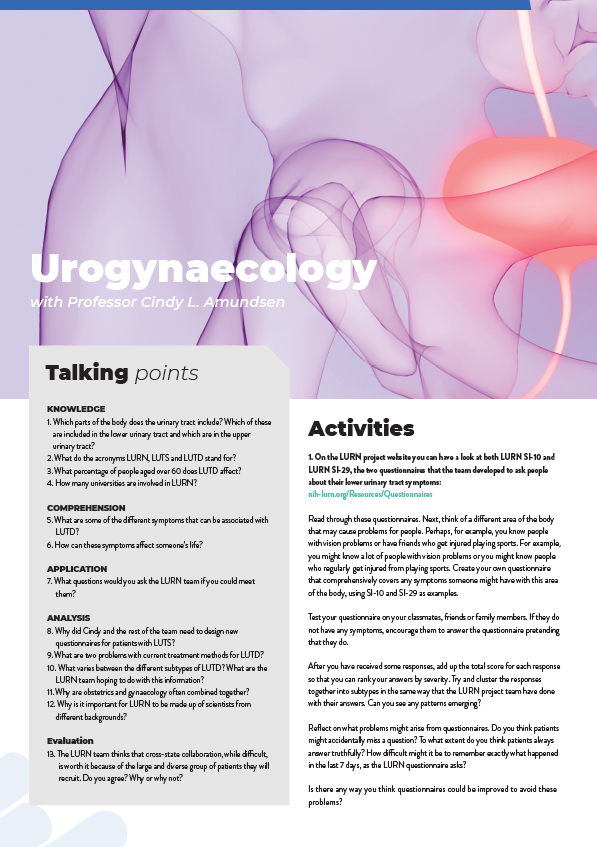 Urogynaecology
with Professor Cindy L. Amundsen
Talking points
KNOWLEDGE
1. Which parts of the body does the urinary tract include? Which of these
are included in the lower urinary tract and which are in the upper
urinary tract?
2. What do the acronyms LURN, LUTS and LUTD stand for?
3. What percentage of people aged over 60 does LUTD affect?
4. How many universities are involved in LURN?
COMPREHENSION
5. What are some of the different symptoms that can be associated with
LUTD?
6. How can these symptoms affect someone's life?
APPLICATION
7. What questions would you ask the LURN team if you could meet
them?
ANALYSIS
8. Why did Cindy and the rest of the team need to design new
questionnaires for patients with LUTS?
9. What are two problems with current treatment methods for LUTD?
10. What varies between the different subtypes of LUTD? What are the
LURN team hoping to do with this information?
11. Why are obstetrics and gynaecology often combined together?
12. Why is it important for LURN to be made up of scientists from
different backgrounds?
Evaluation
13. The LURN team thinks that cross-state collaboration, while difficult,
is worth it because of the large and diverse group of patients they will
recruit. Do you agree? Why or why not?
Activities
1. On the LURN project website you can have a look at both LURN SI-10 and
LURN SI-29, the two questionnaires that the team developed to ask people
about their lower urinary tract symptoms:
nih-lurn.org/Resources/Questionnaires
Read through these questionnaires. Next, think of a different area of the body
that may cause problems for people. Perhaps, for example, you know people
with vision problems or have friends who get injured playing sports. For example,
you might know a lot of people with vision problems or you might know people
who regularly get injured from playing sports. Create your own questionnaire
that comprehensively covers any symptoms someone might have with this area
of the body, using SI-10 and SI-29 as examples.
Test your questionnaire on your classmates, friends or family members. If they do
not have any symptoms, encourage them to answer the questionnaire pretending
that they do.
After you have received some responses, add up the total score for each response
so that you can rank your answers by severity. Try and cluster the responses
together into subtypes in the same way that the LURN project team have done
with their answers. Can you see any patterns emerging?
Reflect on what problems might arise from questionnaires. Do you think patients
might accidentally miss a question? To what extent do you think patients always
answer truthfully? How difficult might it be to remember exactly what happened
in the last 7 days, as the LURN questionnaire asks?
Is there any way you think questionnaires could be improved to avoid these
problems?